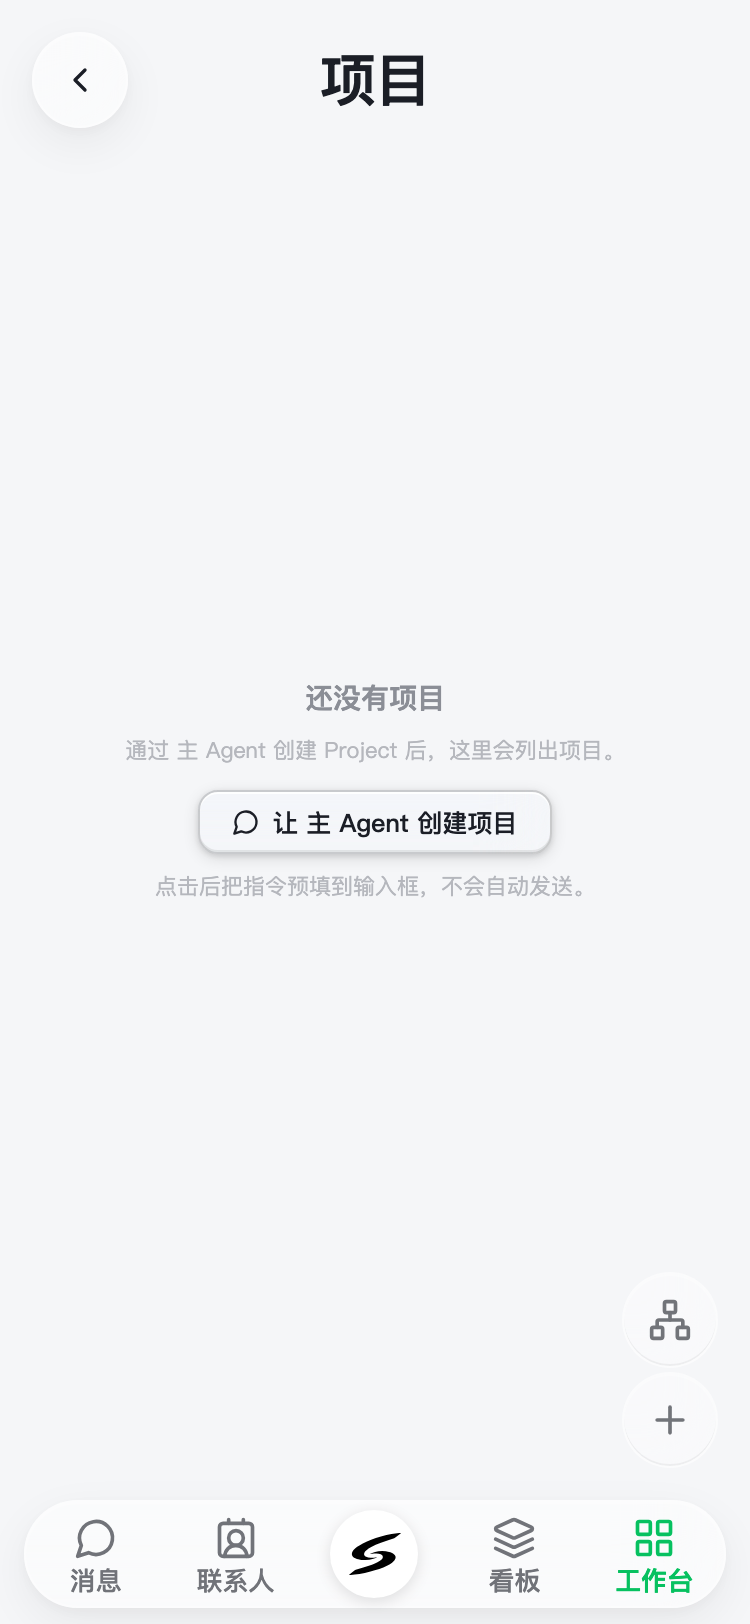 项目
还没有项目
通过 主 Agent 创建 Project 后，这里会列出项目。
让 主 Agent 创建项目
点击后把指令预填到输入框，不会自动发送。
消息
联系人
看板
工作台